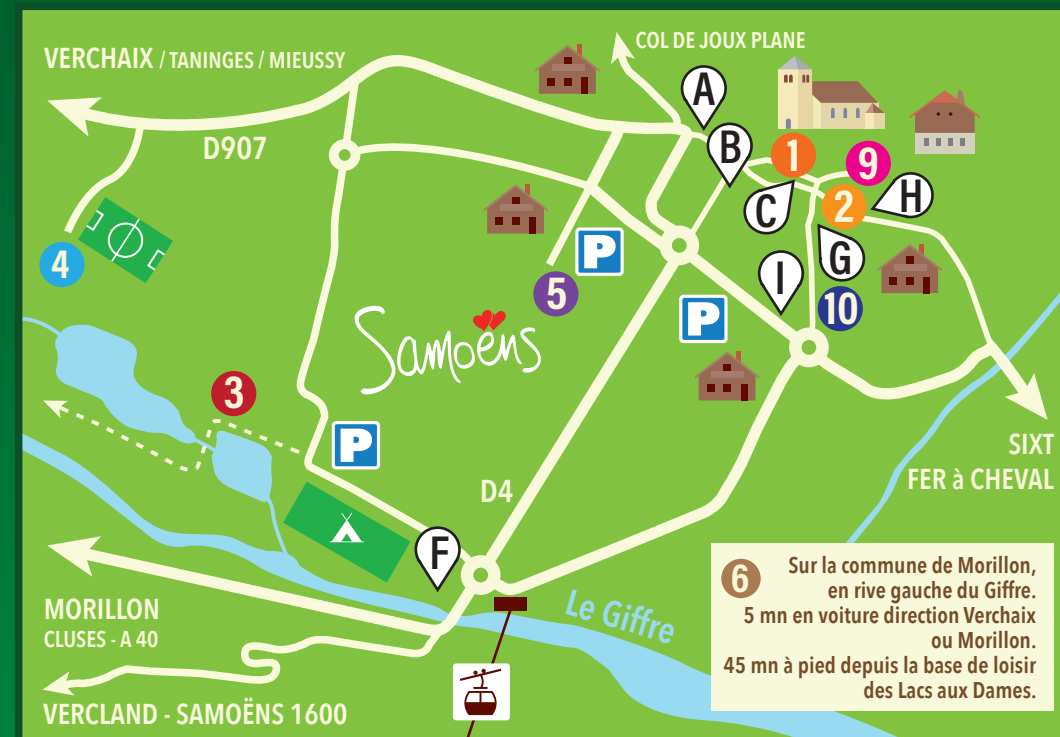 VERCHAIX / TANINGES / MIEUSSY
COL DE JOUX PLANE
D907
A
B
1
9
C
2
H
4
P
5
I
G
10
P
Samoëns
3
P
D4
SIXT
FER à CHEVAL
F
6
Sur la commune de Morillon,
en rive gauche du Giffre.
5 mn en voiture direction Verchaix
ou Morillon.
45 mn à pied depuis la base de loisir
des Lacs aux Dames.
Le Giffre
MORILLON
CLUSES - A 40
VERCLAND - SAMOËNS 1600